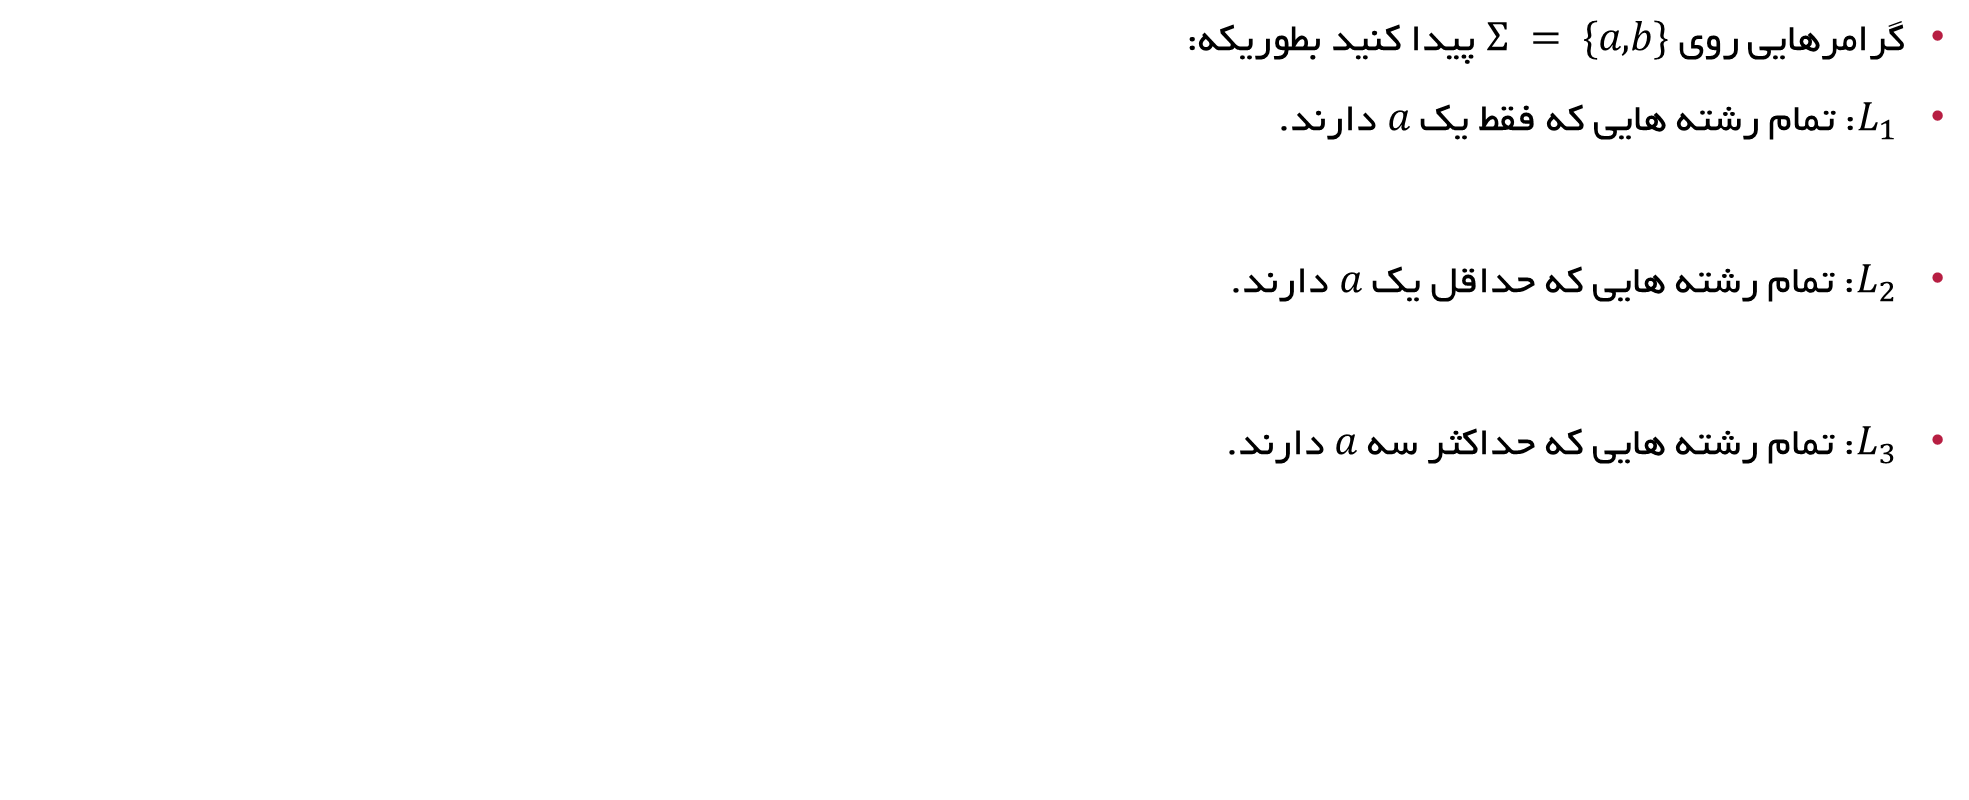 • گرامرهایی روی Σ = {a,b} پیدا کنید بطوریکه:
• L₁: تمام رشته هایی که فقط یک a دارند.
• L₂: تمام رشته هایی که حداقل یک a دارند.
• L₃: تمام رشته هایی که حداکثر سه a دارند.